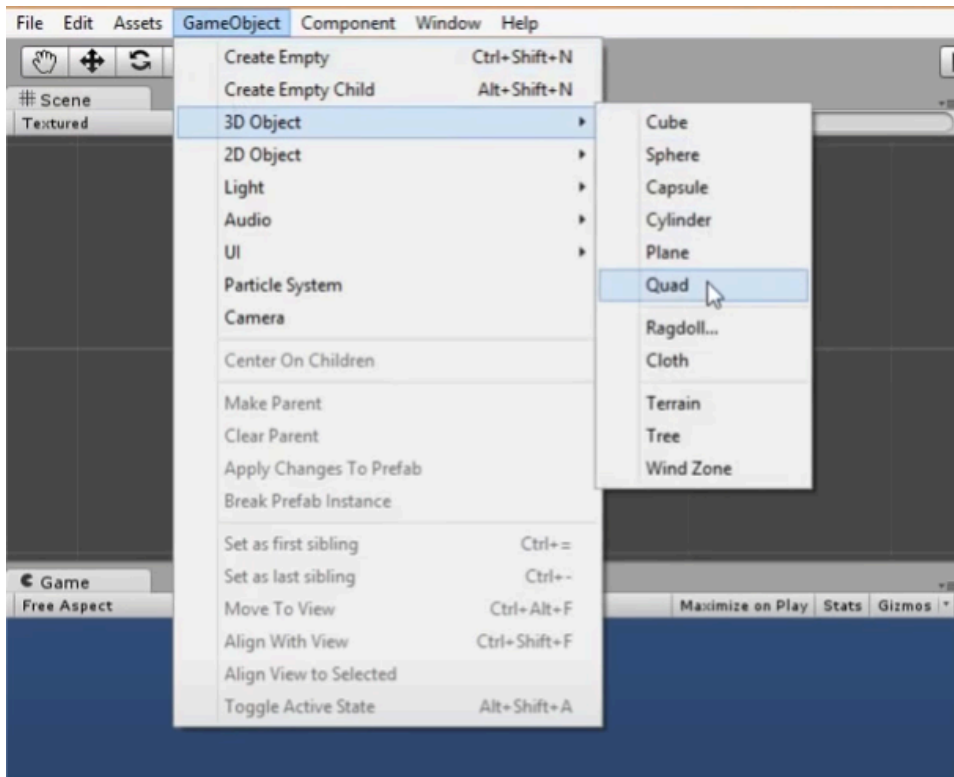 File Edit Assets GameObject Component Window Help
Create Empty Ctrl+Shift+N
Create Empty Child Alt+Shift+N
# Scene
Textured
3D Object
2D Object
Light
Audio
UI
Particle System
Camera
Center On Children
Make Parent
Clear Parent
Apply Changes To Prefab
Break Prefab Instance
Set as first sibling Ctrl+=
Set as last sibling Ctrl+-
Move To View Ctrl+Alt+F
Align With View Ctrl+Shift+F
Align View to Selected
Toggle Active State Alt+Shift+A
Cube
Sphere
Capsule
Cylinder
Plane
Quad
Ragdoll...
Cloth
Terrain
Tree
Wind Zone
Game
Free Aspect Maximize on Play Stats Gizmos